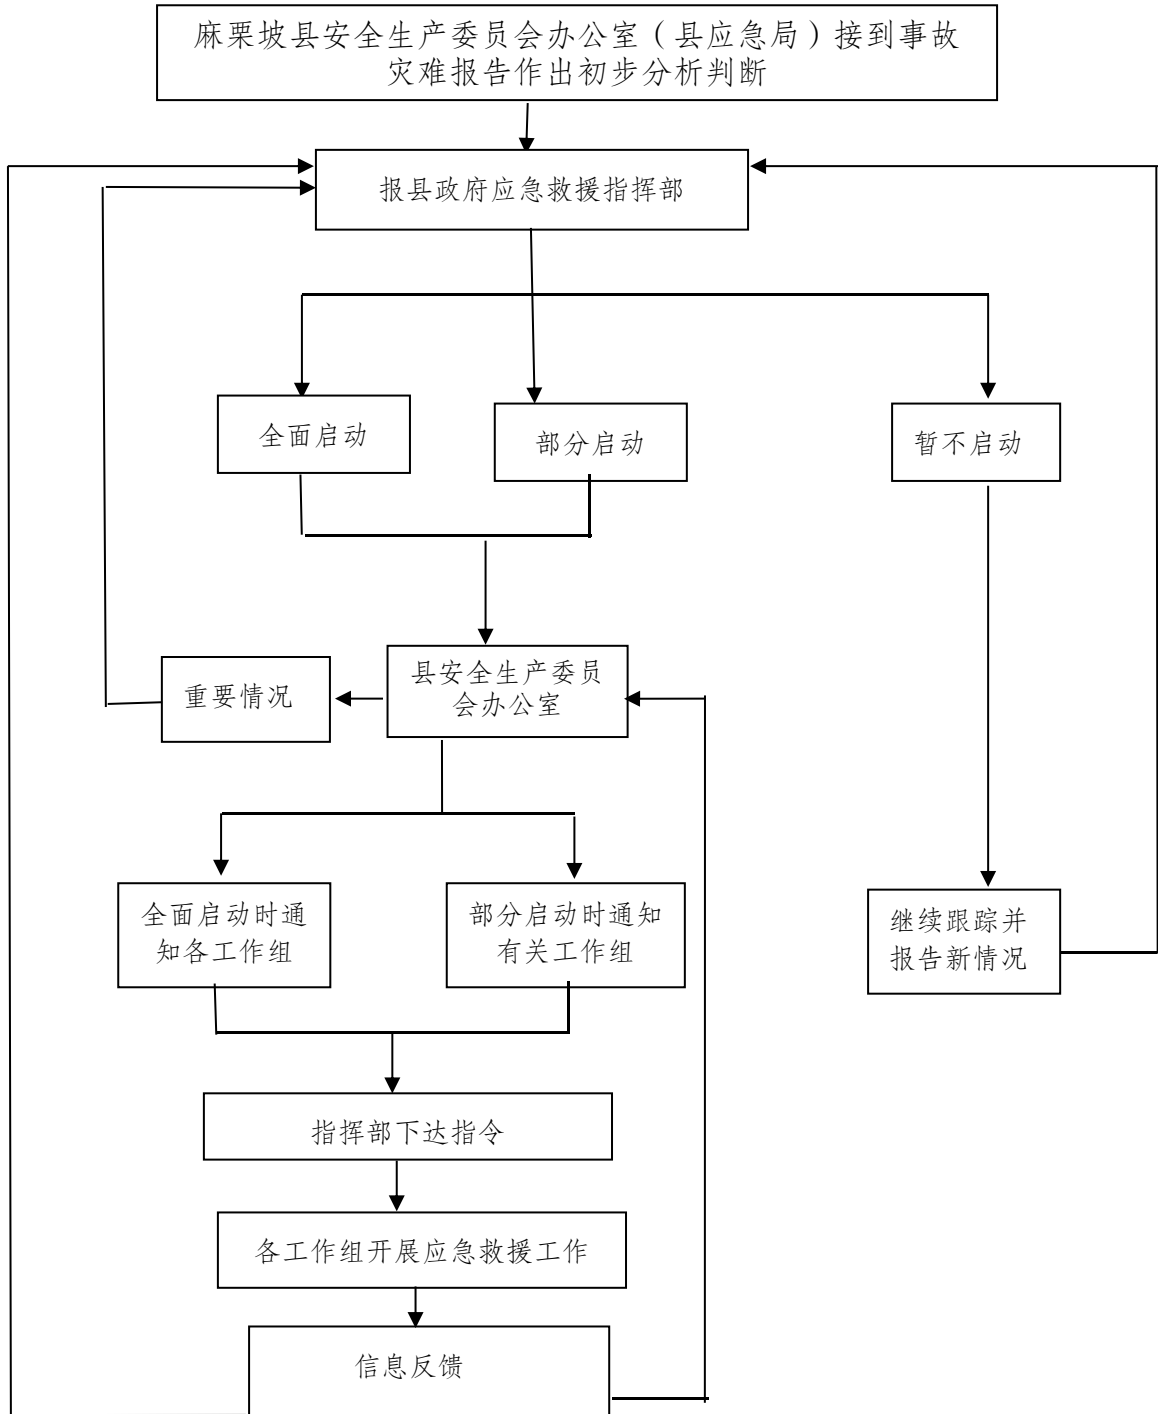 麻栗坡县安全生产委员会办公室（县应急局）接到事故
灾难报告作出初步分析判断
报县政府应急救援指挥部
全面启动
部分启动
暂不启动
县安全生产委员
会办公室
重要情况
全面启动时通
知各工作组
部分启动时通知
有关工作组
继续跟踪并
报告新情况
指挥部下达指令
各工作组开展应急救援工作
信息反馈